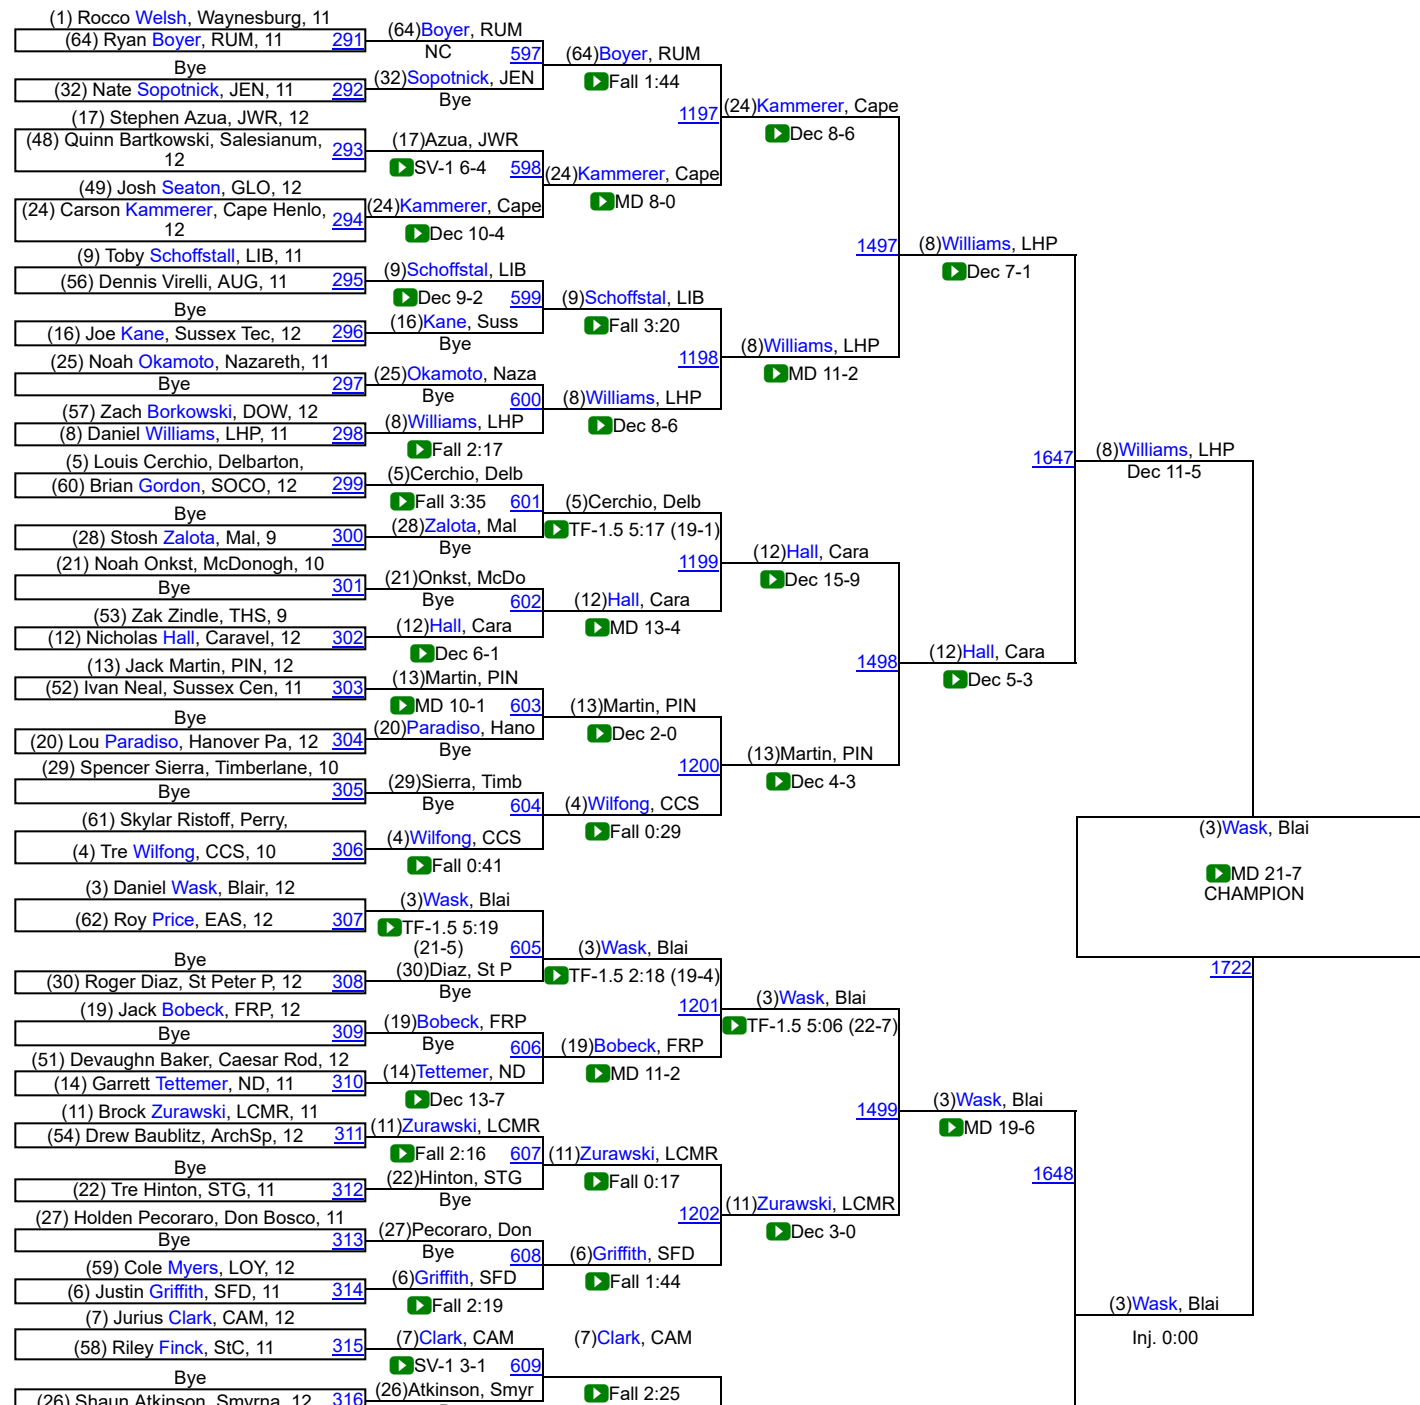 (1) Rocco Welsh, Waynesburg, 11
(64) Ryan Boyer, RUM, 11 291
Bye
(32) Nate Sopotnick, JEN, 11 292
(17) Stephen Azua, JWR, 12
(48) Quinn Bartkowski, Salesianum,
12
293
(49) Josh Seaton, GLO, 12
(24) Carson Kammerer, Cape Henlo,
12
294
(9) Toby Schoffstall, LIB, 11
(56) Dennis Virelli, AUG, 11 295
Bye
(16) Joe Kane, Sussex Tec, 12 296
(25) Noah Okamoto, Nazareth, 11
Bye 297
(57) Zach Borkowski, DOW, 12
(8) Daniel Williams, LHP, 11 298
(5) Louis Cerchio, Delbarton,
(60) Brian Gordon, SOCO, 12 299
Bye
(28) Stosh Zalota, Mal, 9 300
(21) Noah Onkst, McDonogh, 10
Bye 301
(53) Zak Zindle, THS, 9
(12) Nicholas Hall, Caravel, 12 302
(13) Jack Martin, PIN, 12
(52) Ivan Neal, Sussex Cen, 11 303
Bye
(20) Lou Paradiso, Hanover Pa, 12 304
(29) Spencer Sierra, Timberlane, 10
Bye 305
(61) Skylar Ristoff, Perry,
(4) Tre Wilfong, CCS, 10 306
(3) Daniel Wask, Blair, 12
(62) Roy Price, EAS, 12 307
Bye
(30) Roger Diaz, St Peter P, 12 308
(19) Jack Bobeck, FRP, 12
Bye 309
(51) Devaughn Baker, Caesar Rod, 12
(14) Garrett Tettemer, ND, 11 310
(11) Brock Zurawski, LCMR, 11
(54) Drew Baublitz, ArchSp, 12 311
Bye
(22) Tre Hinton, STG, 11 312
(27) Holden Pecoraro, Don Bosco, 11
Bye 313
(59) Cole Myers, LOY, 12
(6) Justin Griffith, SFD, 11 314
(7) Jurius Clark, CAM, 12
(58) Riley Finck, StC, 11 315
Bye
(26) Shaun Atkinson, Smyrna, 12 316
(64)Boyer, RUM
NC 597
(32)Sopotnick, JEN
Bye
(17)Azua, JWR
SV-1 6-4 598
(24)Kammerer, Cape
Dec 10-4
(9)Schoffstal, LIB
Dec 9-2 599
(16)Kane, Suss
Bye
(25)Okamoto, Naza
Bye 600
(8)Williams, LHP
Fall 2:17
(5)Cerchio, Delb
Fall 3:35 601
(28)Zalota, Mal
Bye
(21)Onkst, McDo
Bye 602
(12)Hall, Cara
Dec 6-1
(13)Martin, PIN
MD 10-1 603
(20)Paradiso, Hano
Bye
(29)Sierra, Timb
Bye 604
(4)Wilfong, CCS
Fall 0:41
(3)Wask, Blai
TF-1.5 5:19
(21-5) 605
(30)Diaz, St P
Bye
(19)Bobeck, FRP
Bye 606
(14)Tettemer, ND
Dec 13-7
(11)Zurawski, LCMR
Fall 2:16 607
(22)Hinton, STG
Bye
(27)Pecoraro, Don
Bye 608
(6)Griffith, SFD
Fall 2:19
(7)Clark, CAM
SV-1 3-1 609
(26)Atkinson, Smyr
(64)Boyer, RUM
Fall 1:44
1197
(24)Kammerer, Cape
MD 8-0
(9)Schoffstal, LIB
Fall 3:20
1198
(8)Williams, LHP
Dec 8-6
(5)Cerchio, Delb
TF-1.5 5:17 (19-1)
1199
(12)Hall, Cara
MD 13-4
(13)Martin, PIN
Dec 2-0
1200
(4)Wilfong, CCS
Fall 0:29
(3)Wask, Blai
TF-1.5 2:18 (19-4)
1201
(19)Bobeck, FRP
MD 11-2
(11)Zurawski, LCMR
Fall 0:17
1202
(6)Griffith, SFD
Fall 1:44
(7)Clark, CAM
Fall 2:25
(24)Kammerer, Cape
Dec 8-6
1497
(8)Williams, LHP
MD 11-2
(12)Hall, Cara
Dec 15-9
1498
(13)Martin, PIN
Dec 4-3
(3)Wask, Blai
TF-1.5 5:06 (22-7)
1499
(11)Zurawski, LCMR
Dec 3-0
(8)Williams, LHP
Dec 7-1
1647
(12)Hall, Cara
Dec 5-3
(3)Wask, Blai
MD 19-6
1648
(8)Williams, LHP
Dec 11-5
(3)Wask, Blai
Inj. 0:00
(3)Wask, Blai
MD 21-7
CHAMPION
1722